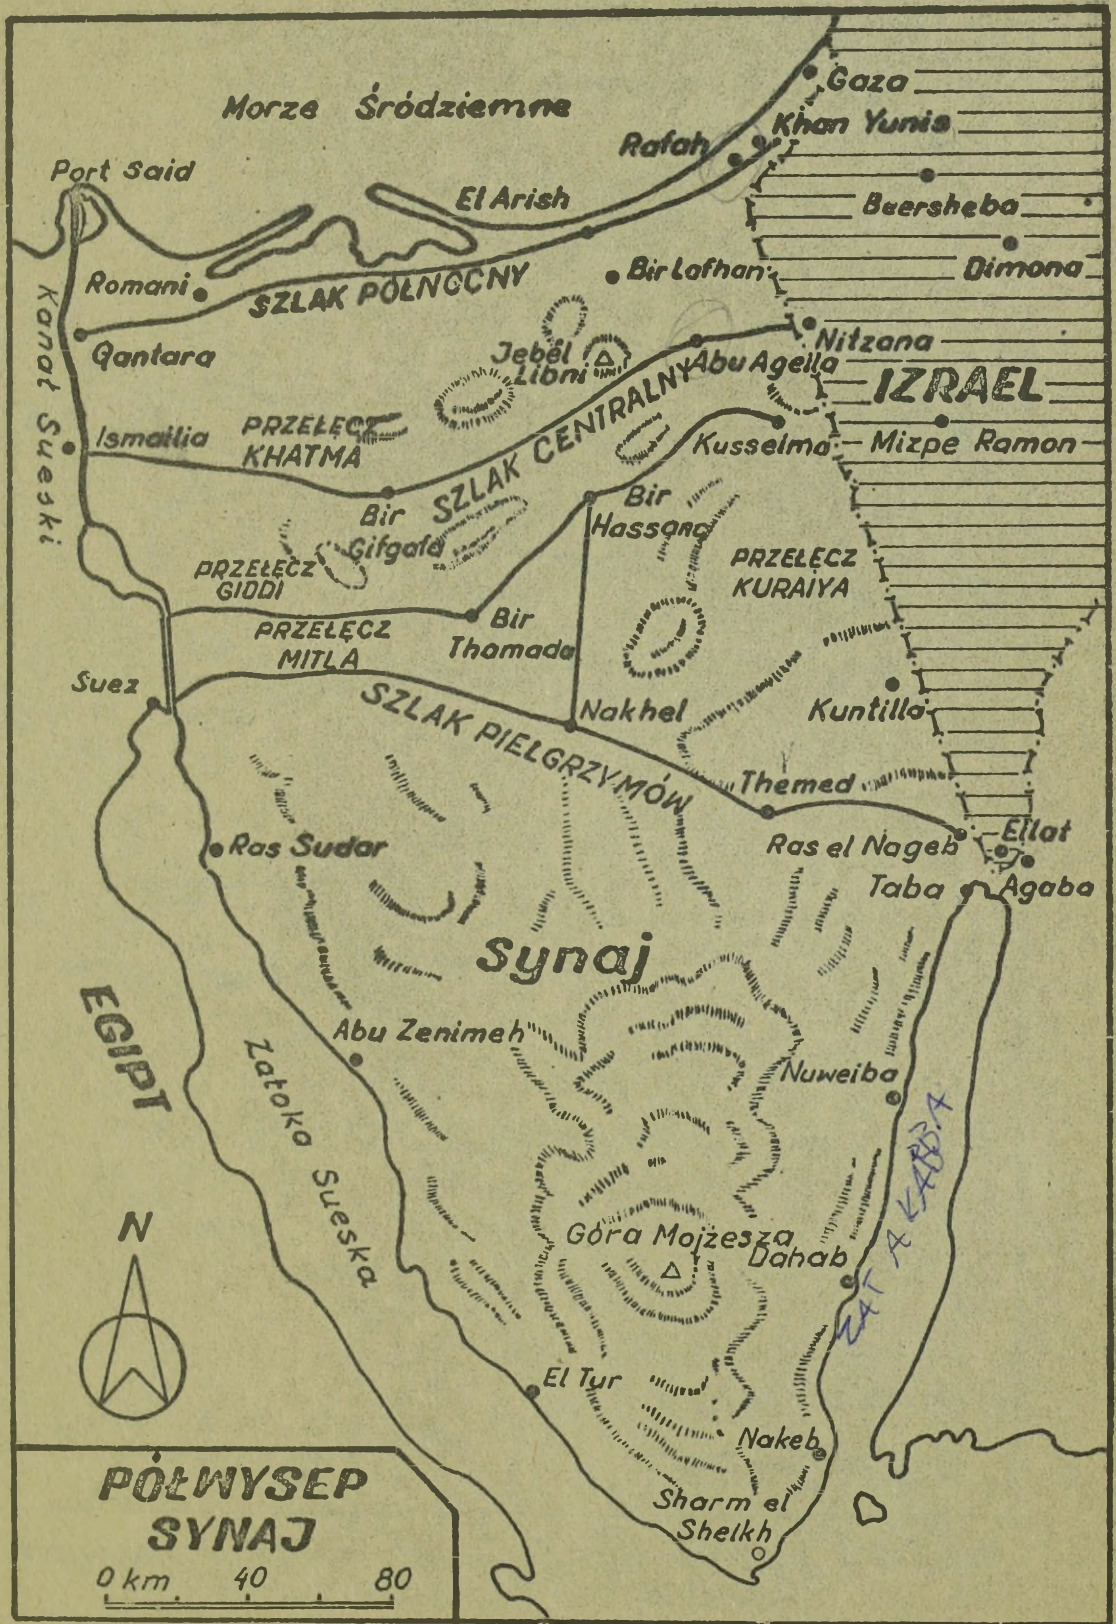 Morze Śródziemne
Gaza
Khan Yunis
Rafah
Port Said
El Arish
Beersheba
Romani
SZLAK PÓŁNOCNY
Bir Lafhan
Dimona
Kanał Sueski
Qantara
Jebel
Libni
Abu Agella
Nitzana
IZRAEL
Ismailia
PRZEŁĘCZ
KHATMA
SZLAK CENTRALNY
Kusselma
Mizpe Ramon
Bir
Gifgafa
Bir
Hassana
PRZEŁĘCZ
GIDDI
PRZEŁĘCZ
KURAIYA
PRZEŁĘCZ
MITLA
Bir
Thamada
Suez
SZLAK PIELGRZYMÓW
Nakhel
Kuntilla
Themed
Ras Sudar
Ras el Nageb
Eilat
Taba
Agaba
Synaj
EGIPT
Abu Zenimeh
Zatoka Sueska
Nuweiba
ZAT AKABBA
Góra Mojżesza
Dahab
N
El Tur
Nakeb
Sharm el
Sheikh
PÓŁWYSEP
SYNAJ
0 km 40 80